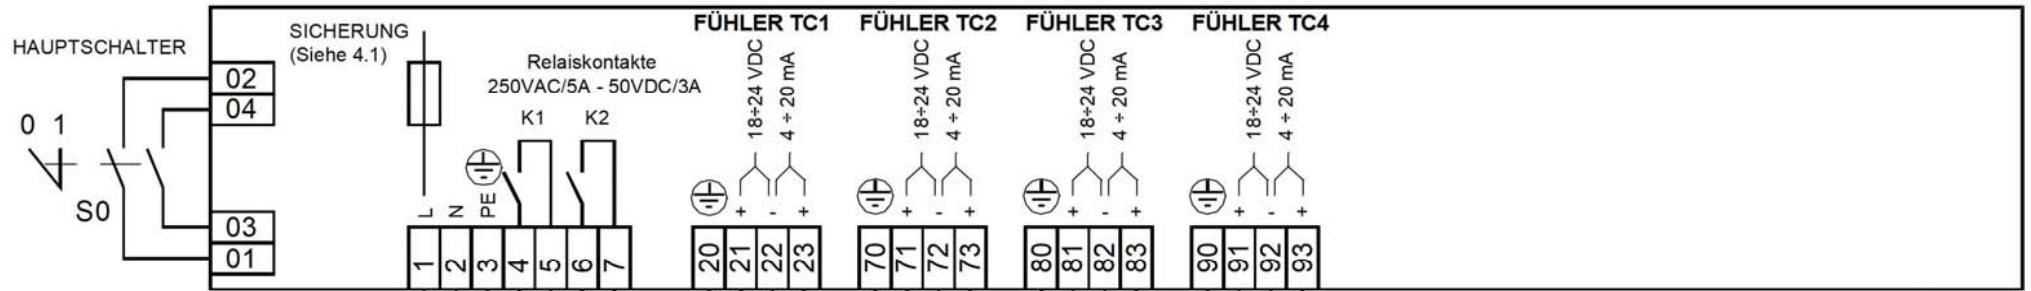 FÜHLER TC1 FÜHLER TC2 FÜHLER TC3 FÜHLER TC4
HAUPTSCHALTER
SICHERUNG
(Siehe 4.1)
Relaiskontakte
250VAC/5A - 50VDC/3A
K1 K2
18÷24 VDC
4 ÷ 20 mA
18÷24 VDC
4 ÷ 20 mA
18÷24 VDC
4 ÷ 20 mA
18÷24 VDC
4 ÷ 20 mA
02
04
0 1
S0
03
01
L N PE
+ - + + - + + - + + - +
1 2 3 4 5 6 7 20 21 22 23 70 71 72 73 80 81 82 83 90 91 92 93